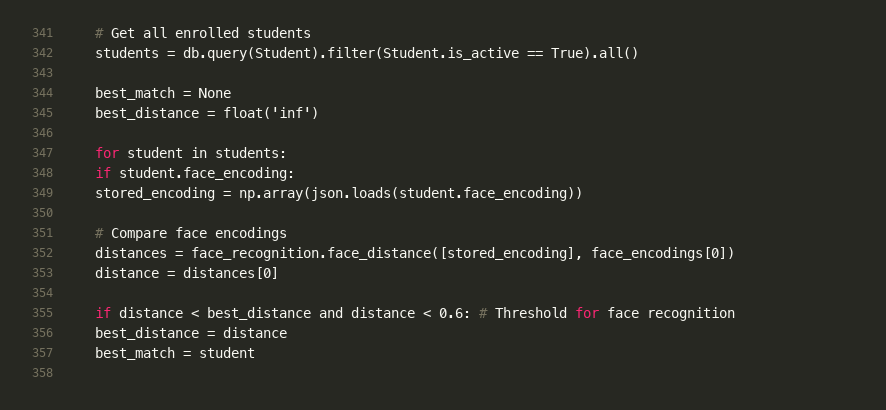 341 # Get all enrolled students
342 students = db.query(Student).filter(Student.is_active == True).all()
343
344 best_match = None
345 best_distance = float('inf')
346
347 for student in students:
348 if student.face_encoding:
349 stored_encoding = np.array(json.loads(student.face_encoding))
350
351 # Compare face encodings
352 distances = face_recognition.face_distance([stored_encoding], face_encodings[0])
353 distance = distances[0]
354
355 if distance < best_distance and distance < 0.6: # Threshold for face recognition
356 best_distance = distance
357 best_match = student
358